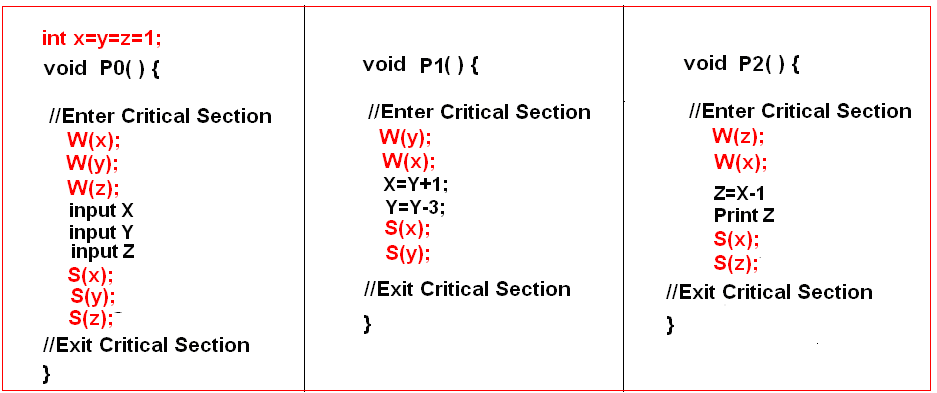 int x=y=z=1;
void P0( ) {
//Enter Critical Section
W(x);
W(y);
W(z);
input X
input Y
input Z
S(x);
S(y);
S(z);
//Exit Critical Section
}
void P1( ) {
//Enter Critical Section
W(y);
W(x);
X=Y+1;
Y=Y-3;
S(x);
S(y);
//Exit Critical Section
}
void P2( ) {
//Enter Critical Section
W(z);
W(x);
Z=X-1
Print Z
S(x);
S(z);
//Exit Critical Section
}